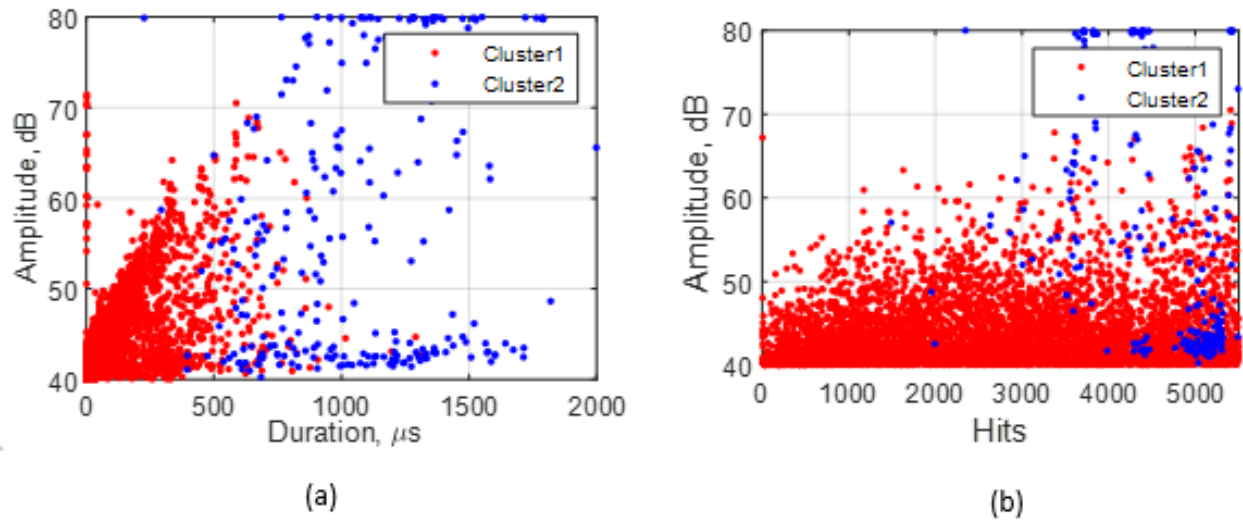 80
70
60
50
40
Amplitude, dB
Cluster1
Cluster2
0 500 1000 1500 2000
Duration, μs
(a)
80
70
60
50
40
Amplitude, dB
Cluster1
Cluster2
0 1000 2000 3000 4000 5000
Hits
(b)